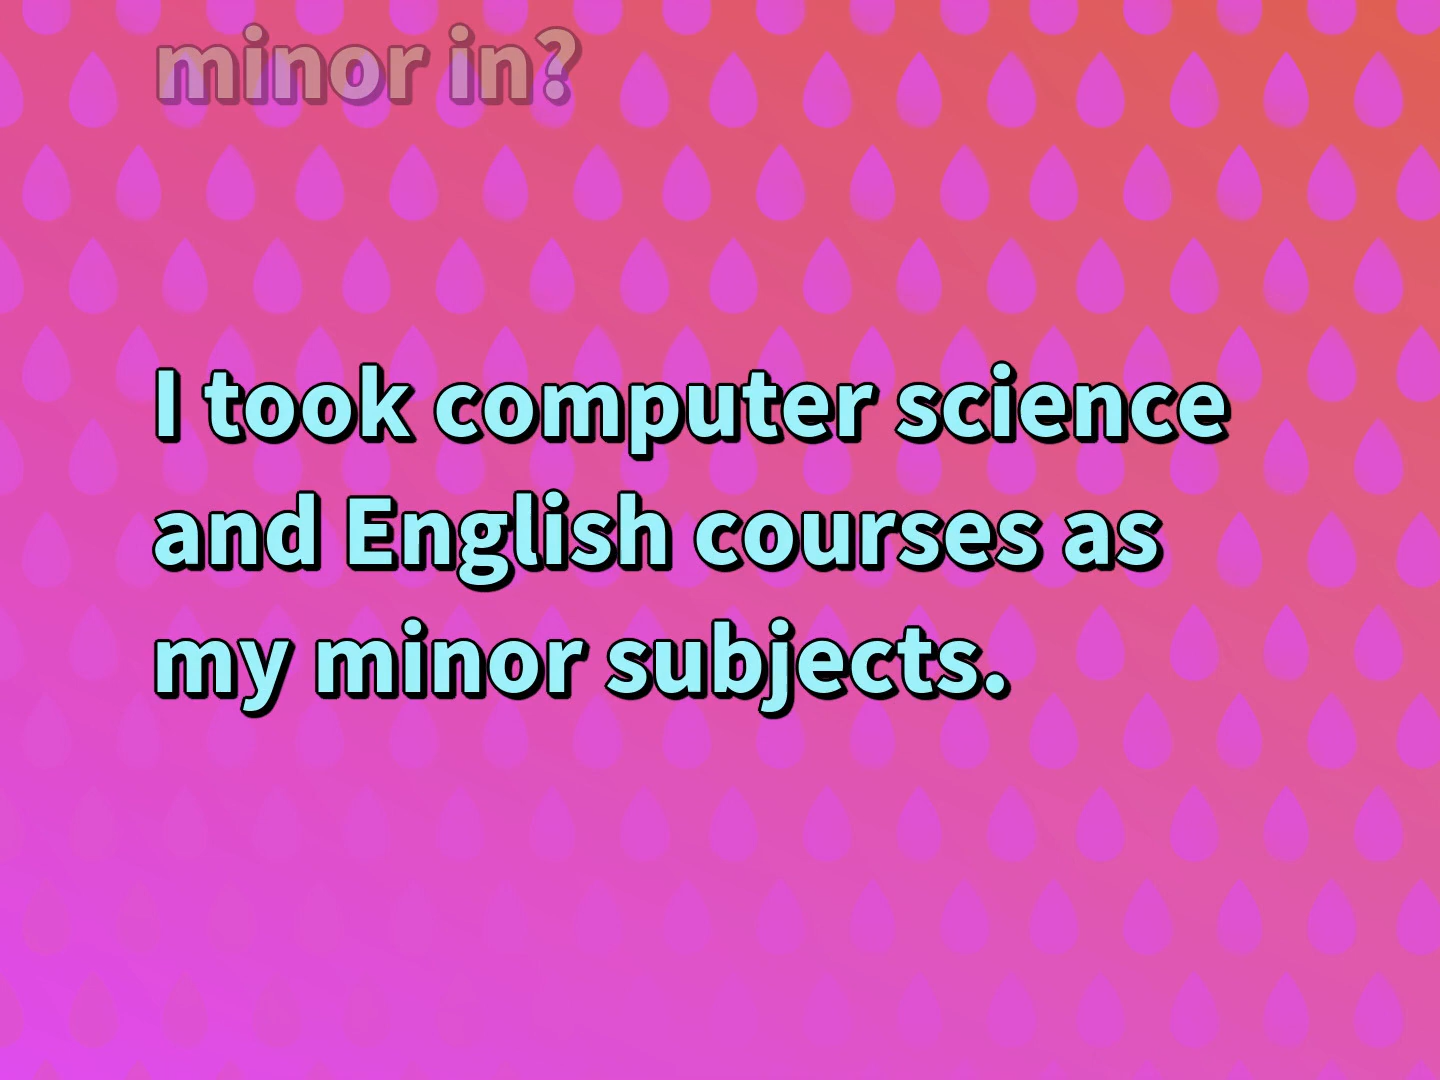 minor in?
I took computer science
and English courses as
my minor subjects.